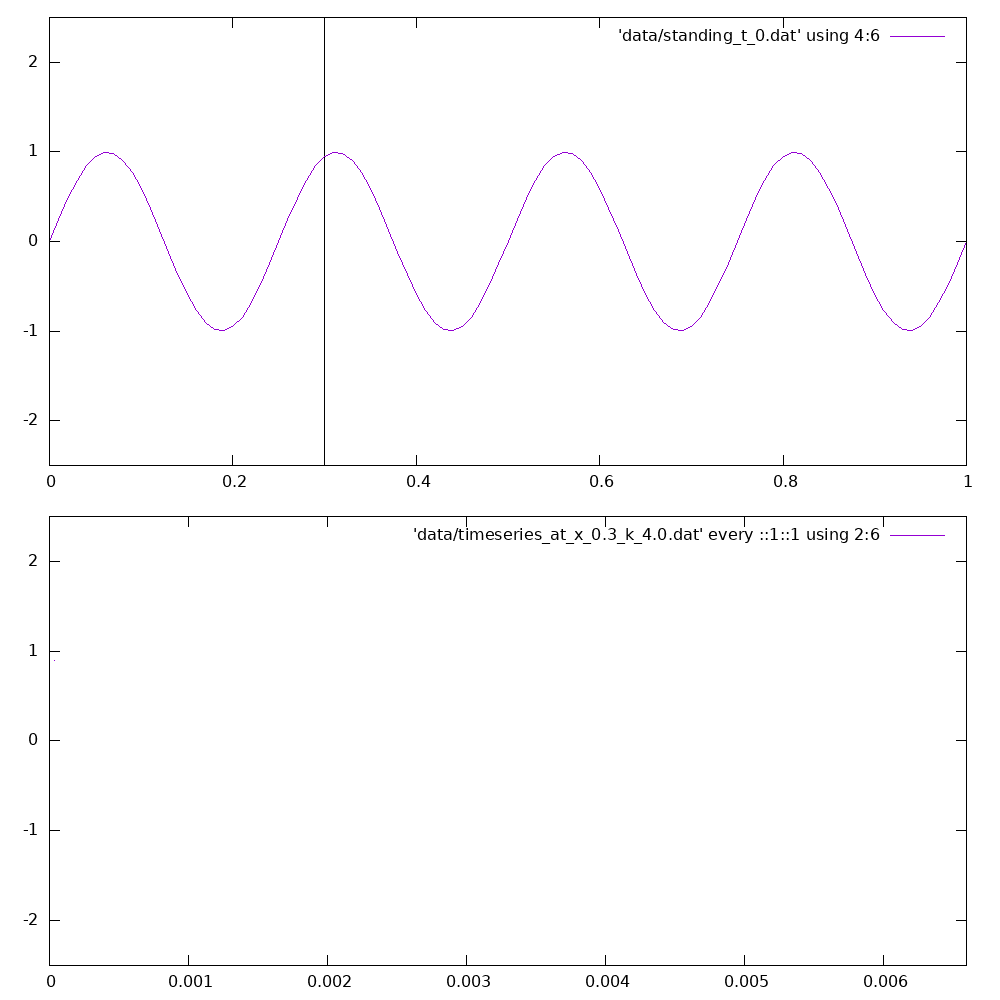 'data/standing_t_0.dat' using 4:6
2
1
0
-1
-2
0 0.2 0.4 0.6 0.8 1
'data/timeseries_at_x_0.3_k_4.0.dat' every ::1::1 using 2:6
2
1
0
-1
-2
0 0.001 0.002 0.003 0.004 0.005 0.006